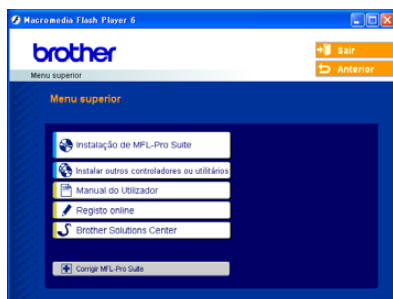 Macromedia Flash Player 6
brother
Sair
Anterior
Menu superior
Menu superior
Instalação de MFL-Pro Suite
Instalar outros controladores ou utilitários
Manual do Utilizador
Registo online
Brother Solutions Center
Corrigir MFL-Pro Suite